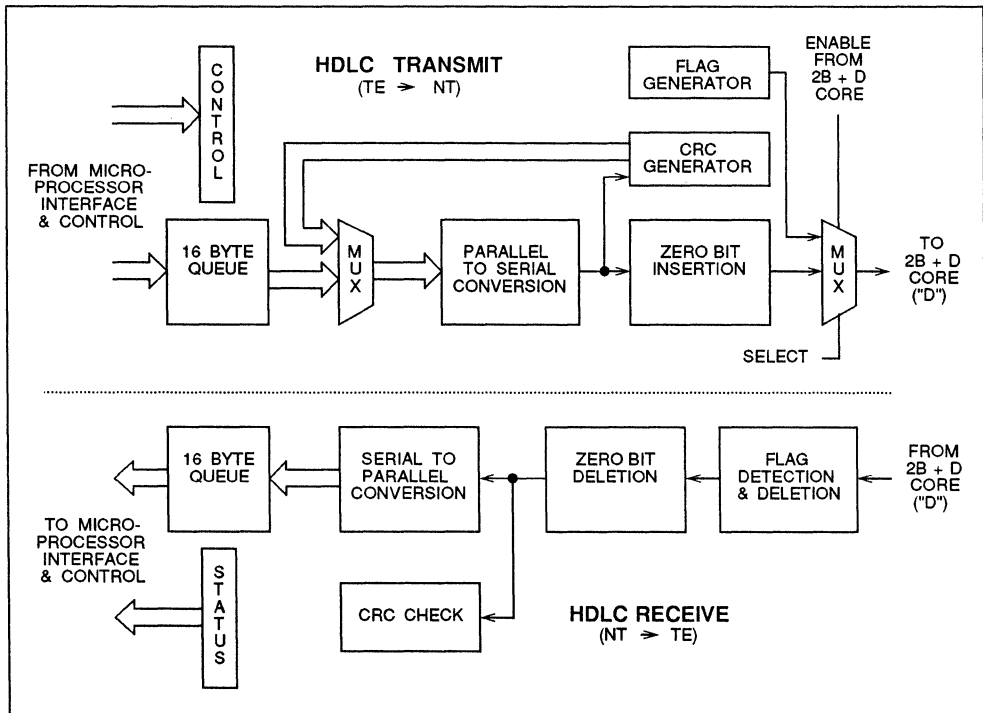 CONTROL
HDLC TRANSMIT
(TE → NT)
FLAG
GENERATOR
ENABLE
FROM
2B + D
CORE
CRC
GENERATOR
FROM MICRO-
PROCESSOR
INTERFACE
& CONTROL
16 BYTE
QUEUE
MUX
PARALLEL
TO SERIAL
CONVERSION
ZERO BIT
INSERTION
MUX
TO
2B + D
CORE
("D")
SELECT
16 BYTE
QUEUE
SERIAL TO
PARALLEL
CONVERSION
ZERO BIT
DELETION
FLAG
DETECTION
& DELETION
FROM
2B + D
CORE
("D")
TO MICRO-
PROCESSOR
INTERFACE
& CONTROL
STATUS
CRC CHECK
HDLC RECEIVE
(NT → TE)